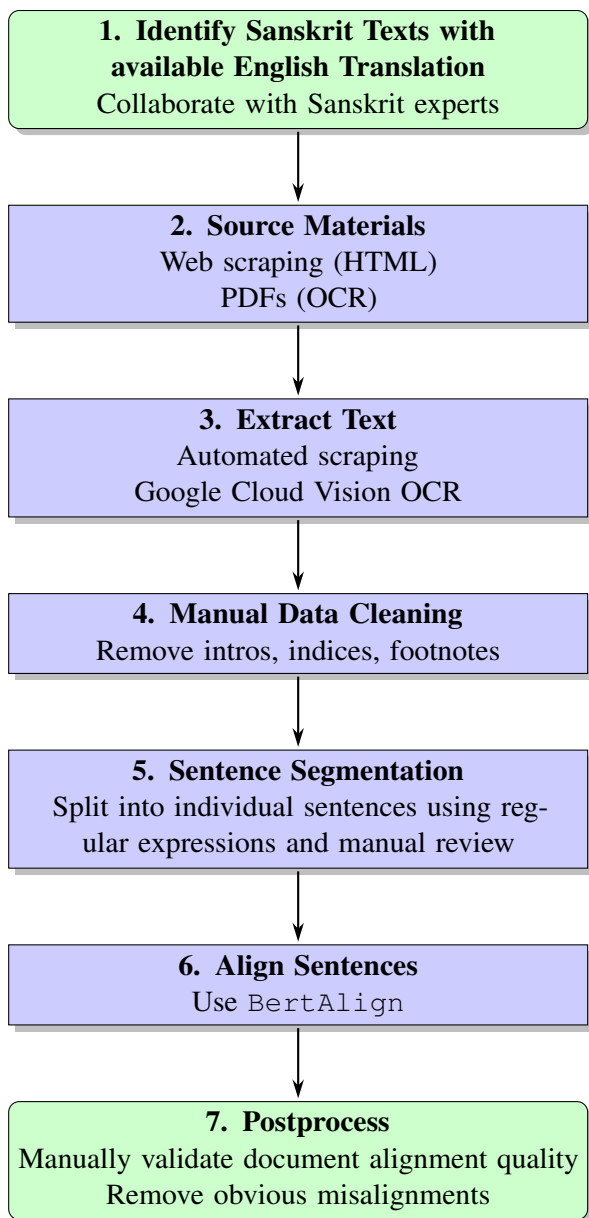 1. Identify Sanskrit Texts with
available English Translation
Collaborate with Sanskrit experts
2. Source Materials
Web scraping (HTML)
PDFs (OCR)
3. Extract Text
Automated scraping
Google Cloud Vision OCR
4. Manual Data Cleaning
Remove intros, indices, footnotes
5. Sentence Segmentation
Split into individual sentences using reg-
ular expressions and manual review
6. Align Sentences
Use BertAlign
7. Postprocess
Manually validate document alignment quality
Remove obvious misalignments